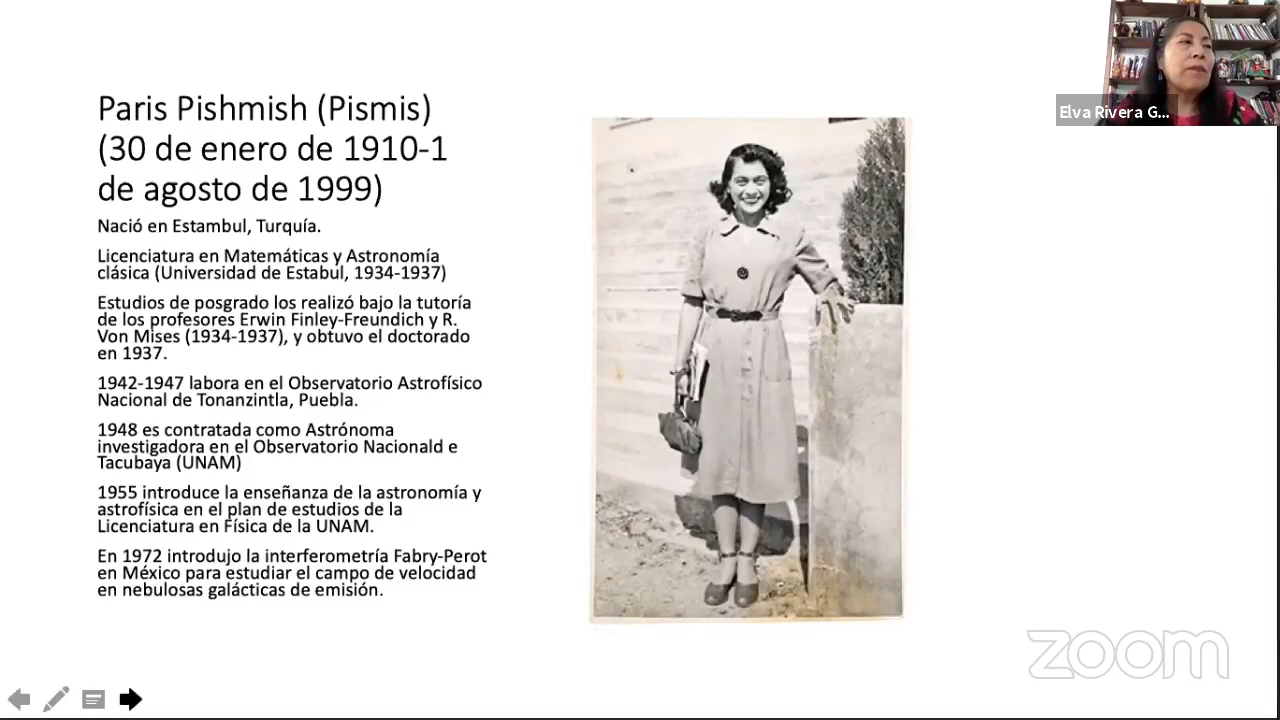 Elva Rivera G...
Paris Pishmish (Pismis)
(30 de enero de 1910-1
de agosto de 1999)
Nació en Estambul, Turquía.
Licenciatura en Matemáticas y Astronomía
clásica (Universidad de Estabul, 1934-1937)
Estudios de posgrado los realizó bajo la tutoría
de los profesores Erwin Finley-Freundich y R.
Von Mises (1934-1937), y obtuvo el doctorado
en 1937.
1942-1947 labora en el Observatorio Astrofísico
Nacional de Tonanzintla, Puebla.
1948 es contratada como Astrónoma
investigadora en el Observatorio Nacionald e
Tacubaya (UNAM)
1955 introduce la enseñanza de la astronomía y
astrofísica en el plan de estudios de la
Licenciatura en Física de la UNAM.
En 1972 introdujo la interferometría Fabry-Perot
en México para estudiar el campo de velocidad
en nebulosas galácticas de emisión.
zoom